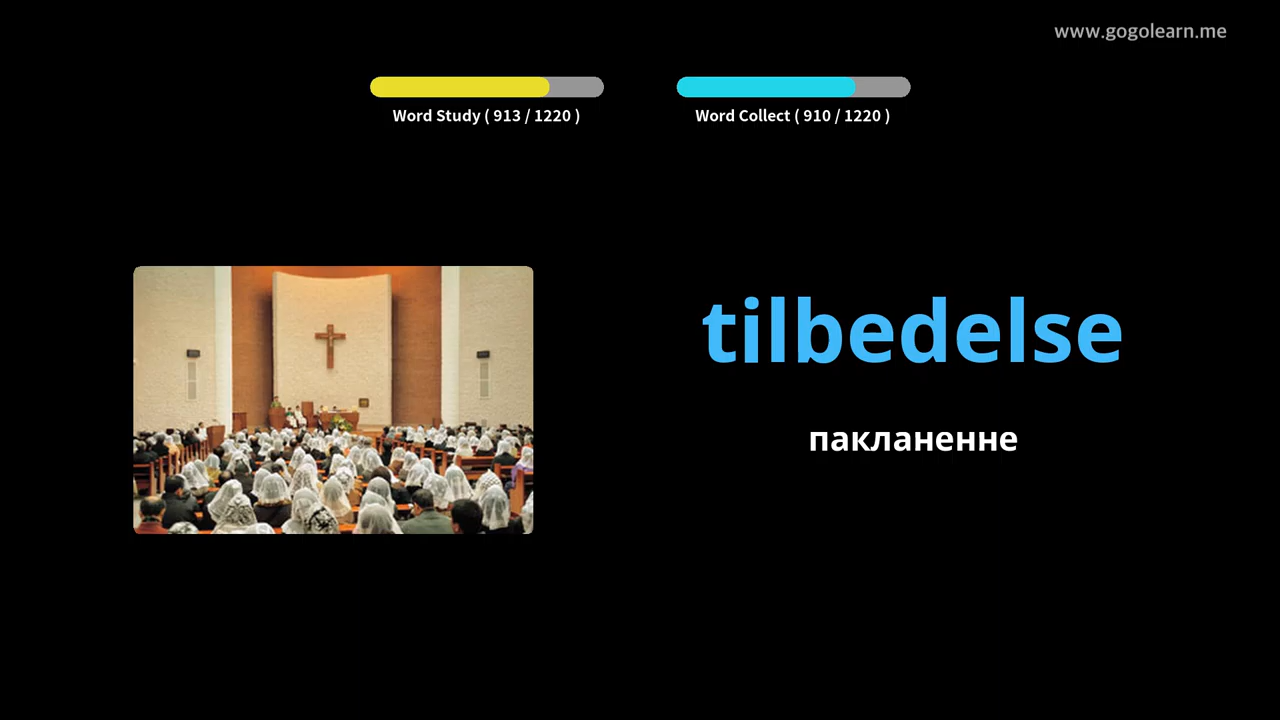 www.gogolearn.me
Word Study ( 913 / 1220 )
Word Collect ( 910 / 1220 )
tilbedelse
пакланенне